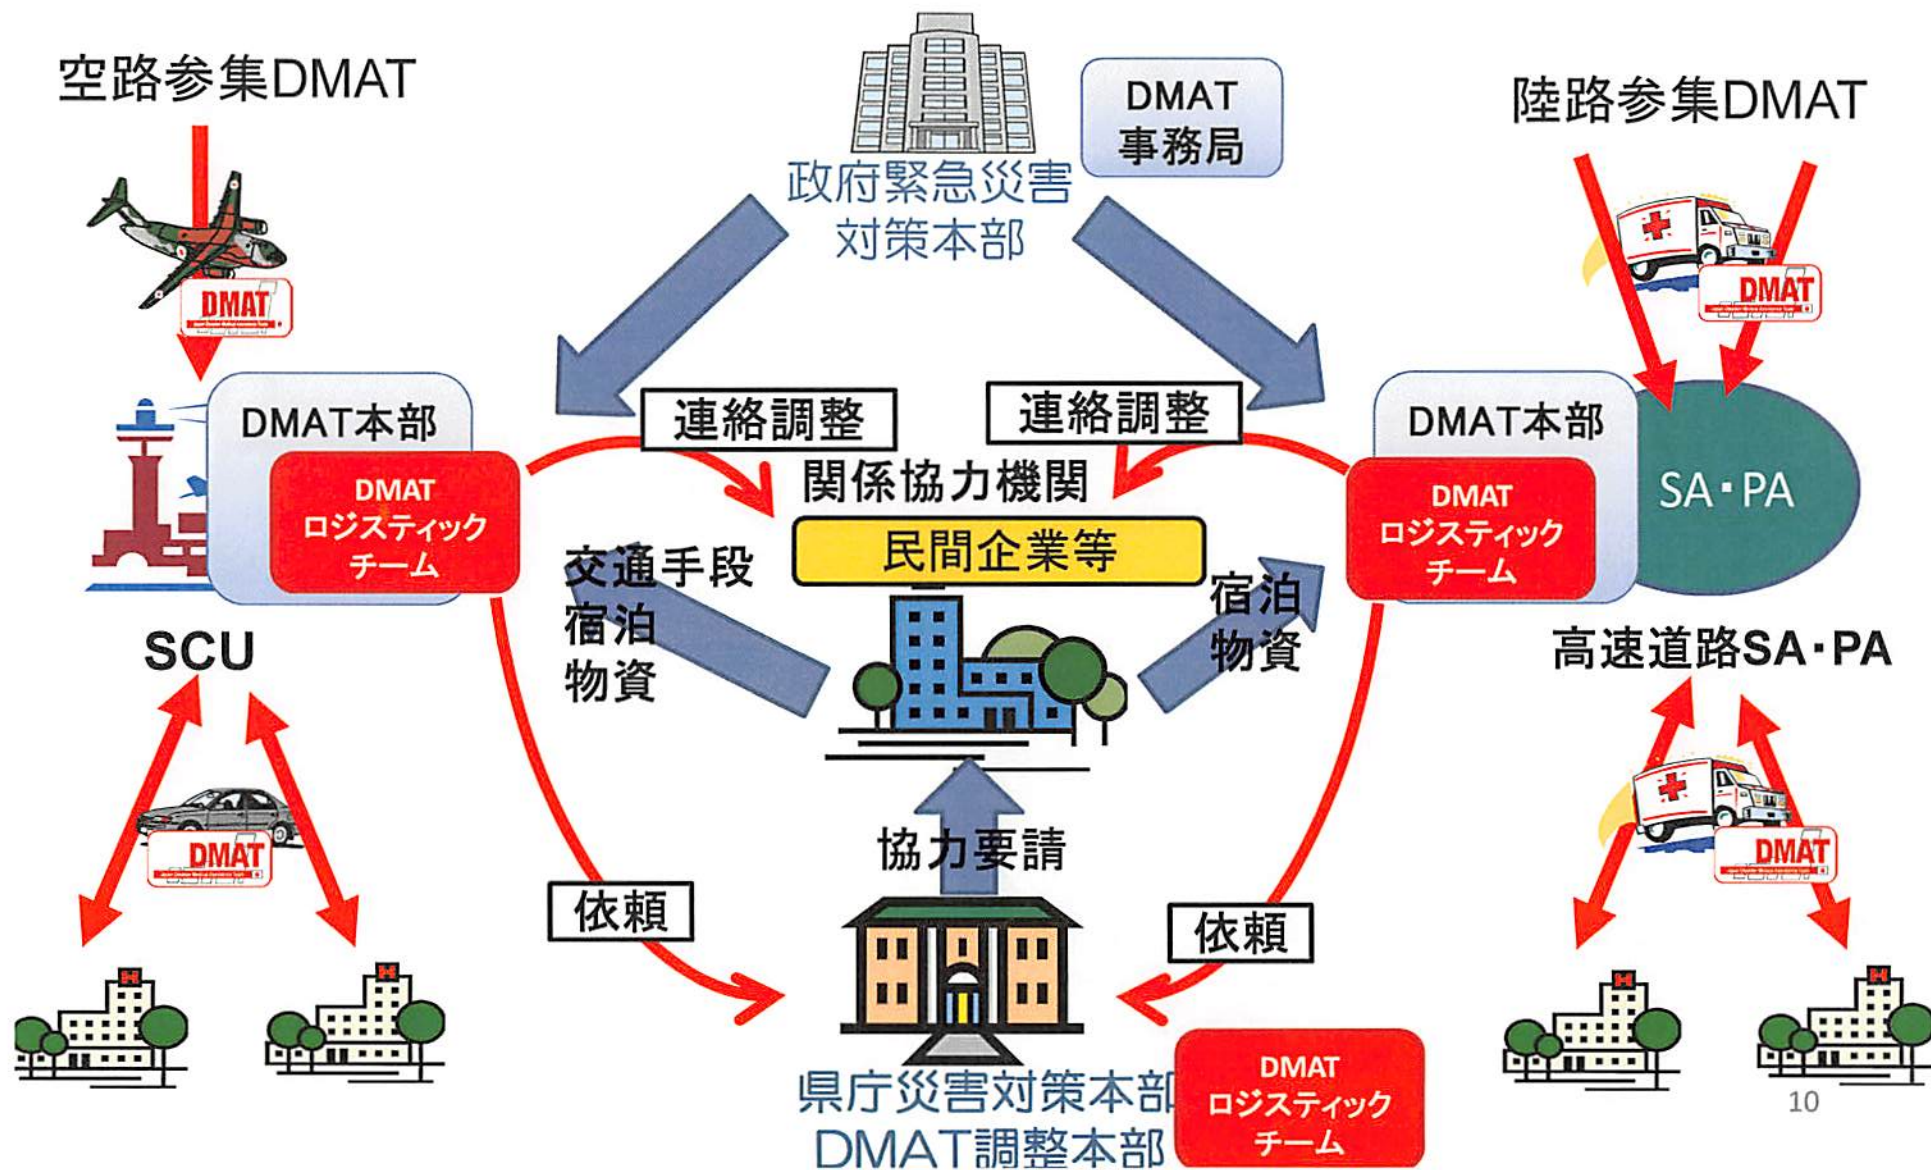 空路参集DMAT
DMAT
事務局
陸路参集DMAT
政府緊急災害
対策本部
DMAT
DMAT
連絡調整
連絡調整
DMAT本部
DMAT本部
関係協力機関
DMAT
ロジスティック
チーム
民間企業等
DMAT
ロジスティック
チーム
SA・PA
交通手段
宿泊
物資
宿泊
物資
SCU
高速道路SA・PA
DMAT
DMAT
協力要請
依頼
依頼
H
H
H
H
県庁災害対策本部
DMAT調整本部
DMAT
ロジスティック
チーム
10